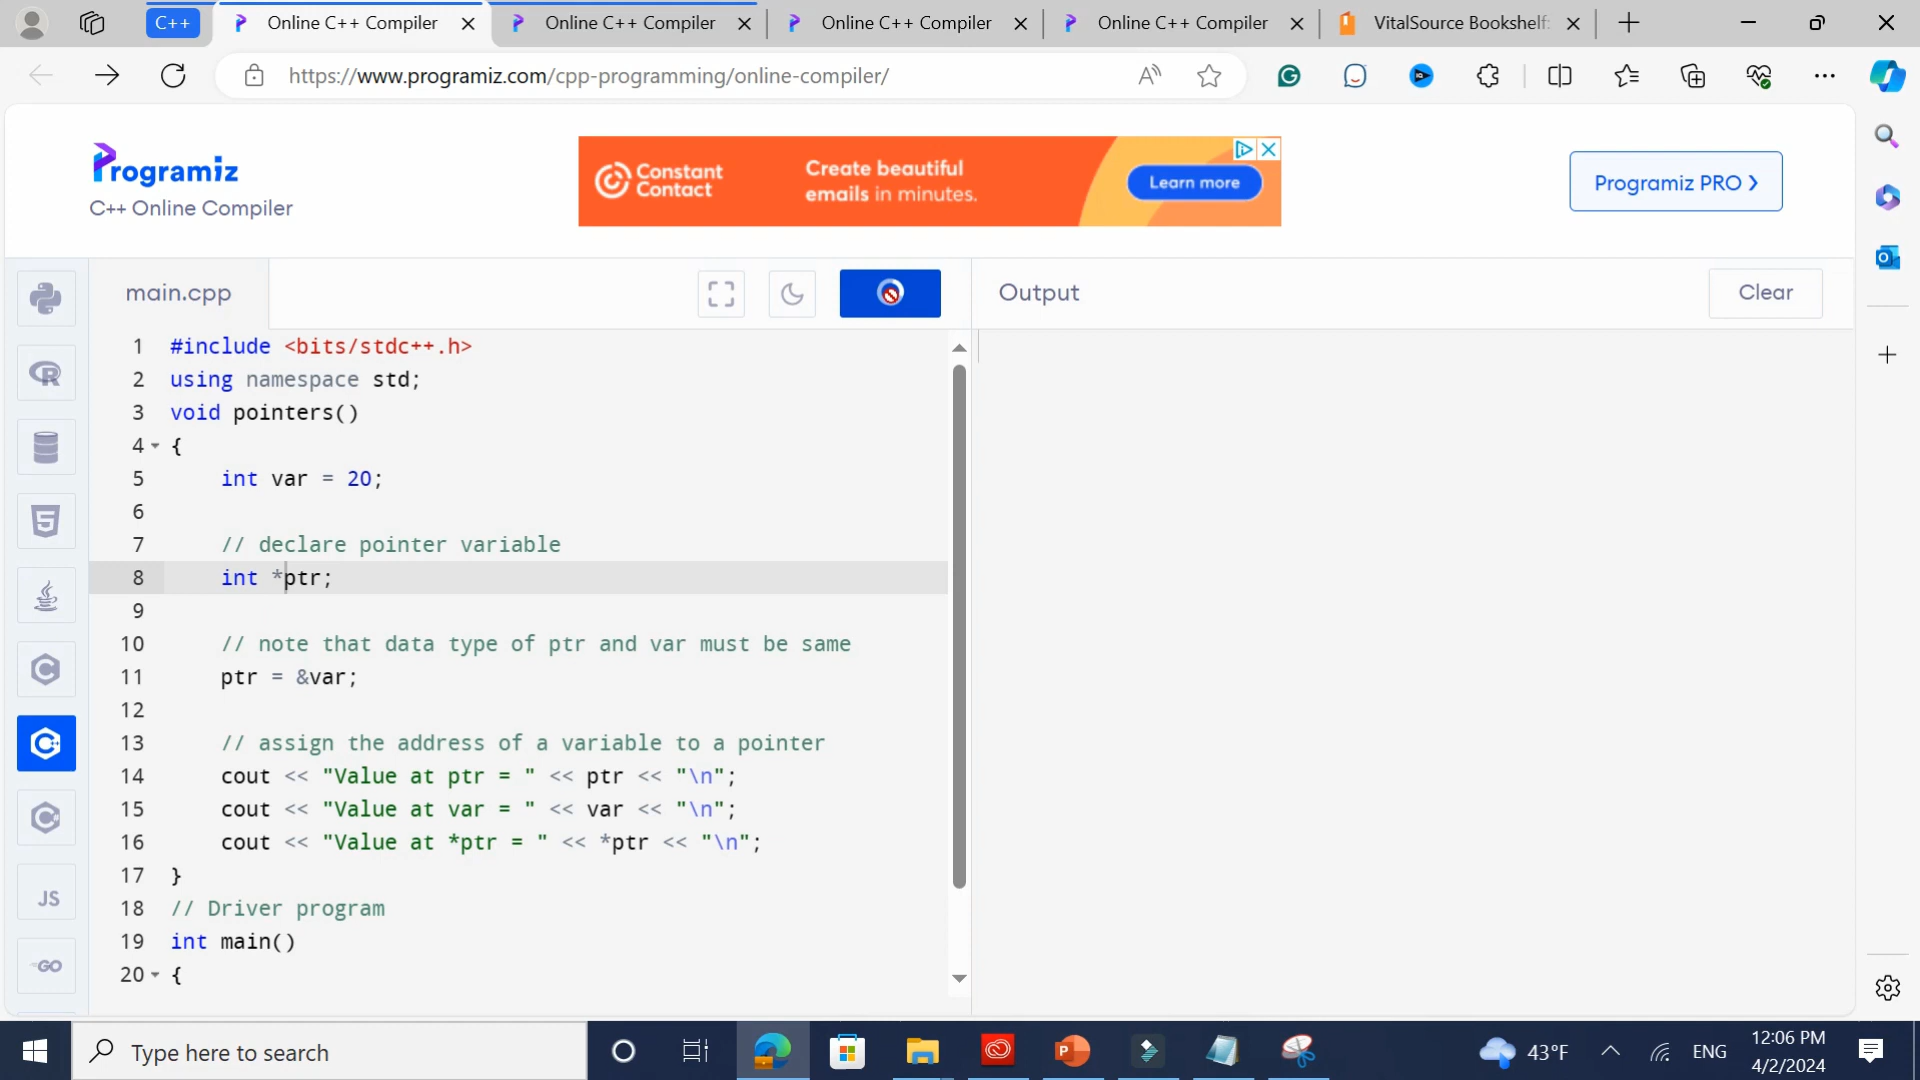 C++
Online C++ Compiler
Online C++ Compiler
Online C++ Compiler
Online C++ Compiler
VitalSource Bookshelf:
https://www.programiz.com/cpp-programming/online-compiler/
Programiz
C++ Online Compiler
Constant
Contact
Create beautiful
emails in minutes.
Learn more
Programiz PRO
main.cpp
Output
Clear
1 #include <bits/stdc++.h>
2 using namespace std;
3 void pointers()
4 {
5 int var = 20;
6
7 // declare pointer variable
8 int *ptr;
9
10 // note that data type of ptr and var must be same
11 ptr = &var;
12
13 // assign the address of a variable to a pointer
14 cout << "Value at ptr = " << ptr << "\n";
15 cout << "Value at var = " << var << "\n";
16 cout << "Value at *ptr = " << *ptr << "\n";
17 }
18 // Driver program
19 int main()
20 {
JS
GO
Type here to search
43°F
ENG
12:06 PM
4/2/2024